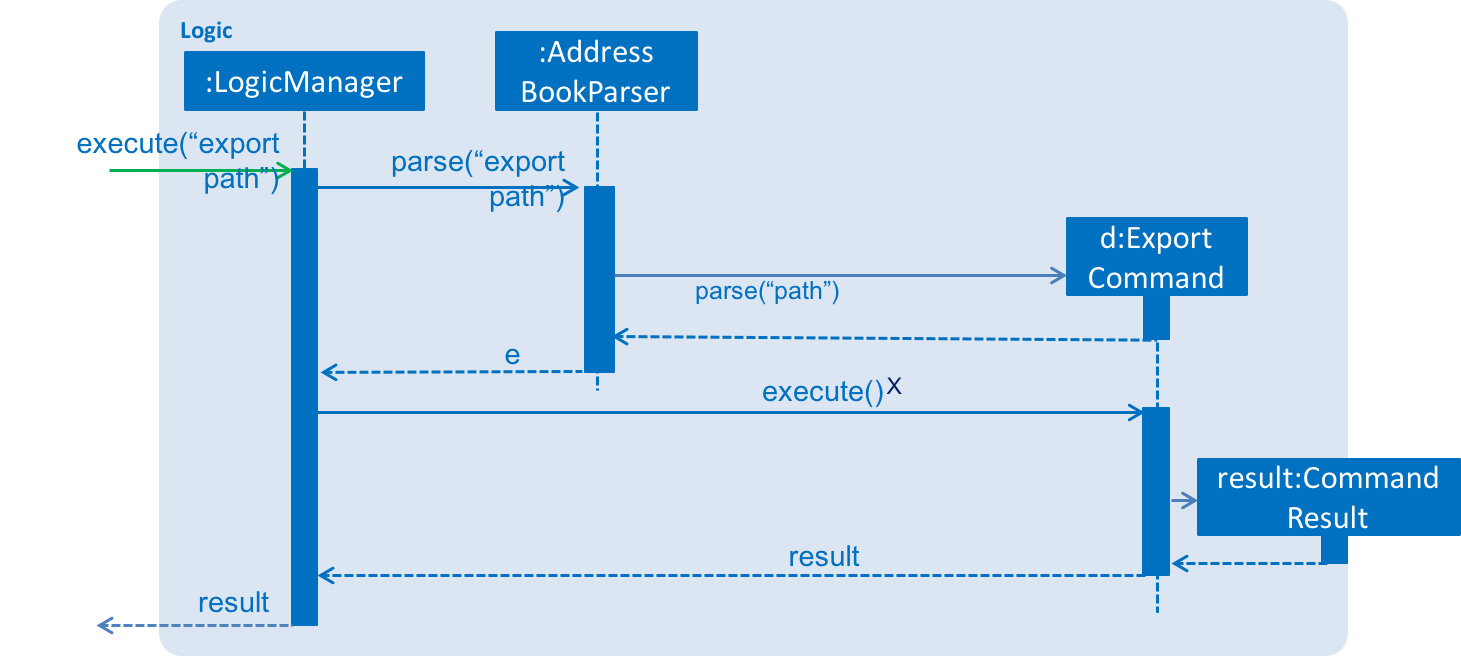 Logic
:LogicManager
:Address
BookParser
execute(“export
path”)
parse(“export
path”)
d:Export
Command
parse(“path”)
e
execute()
X
result:Command
Result
result
result